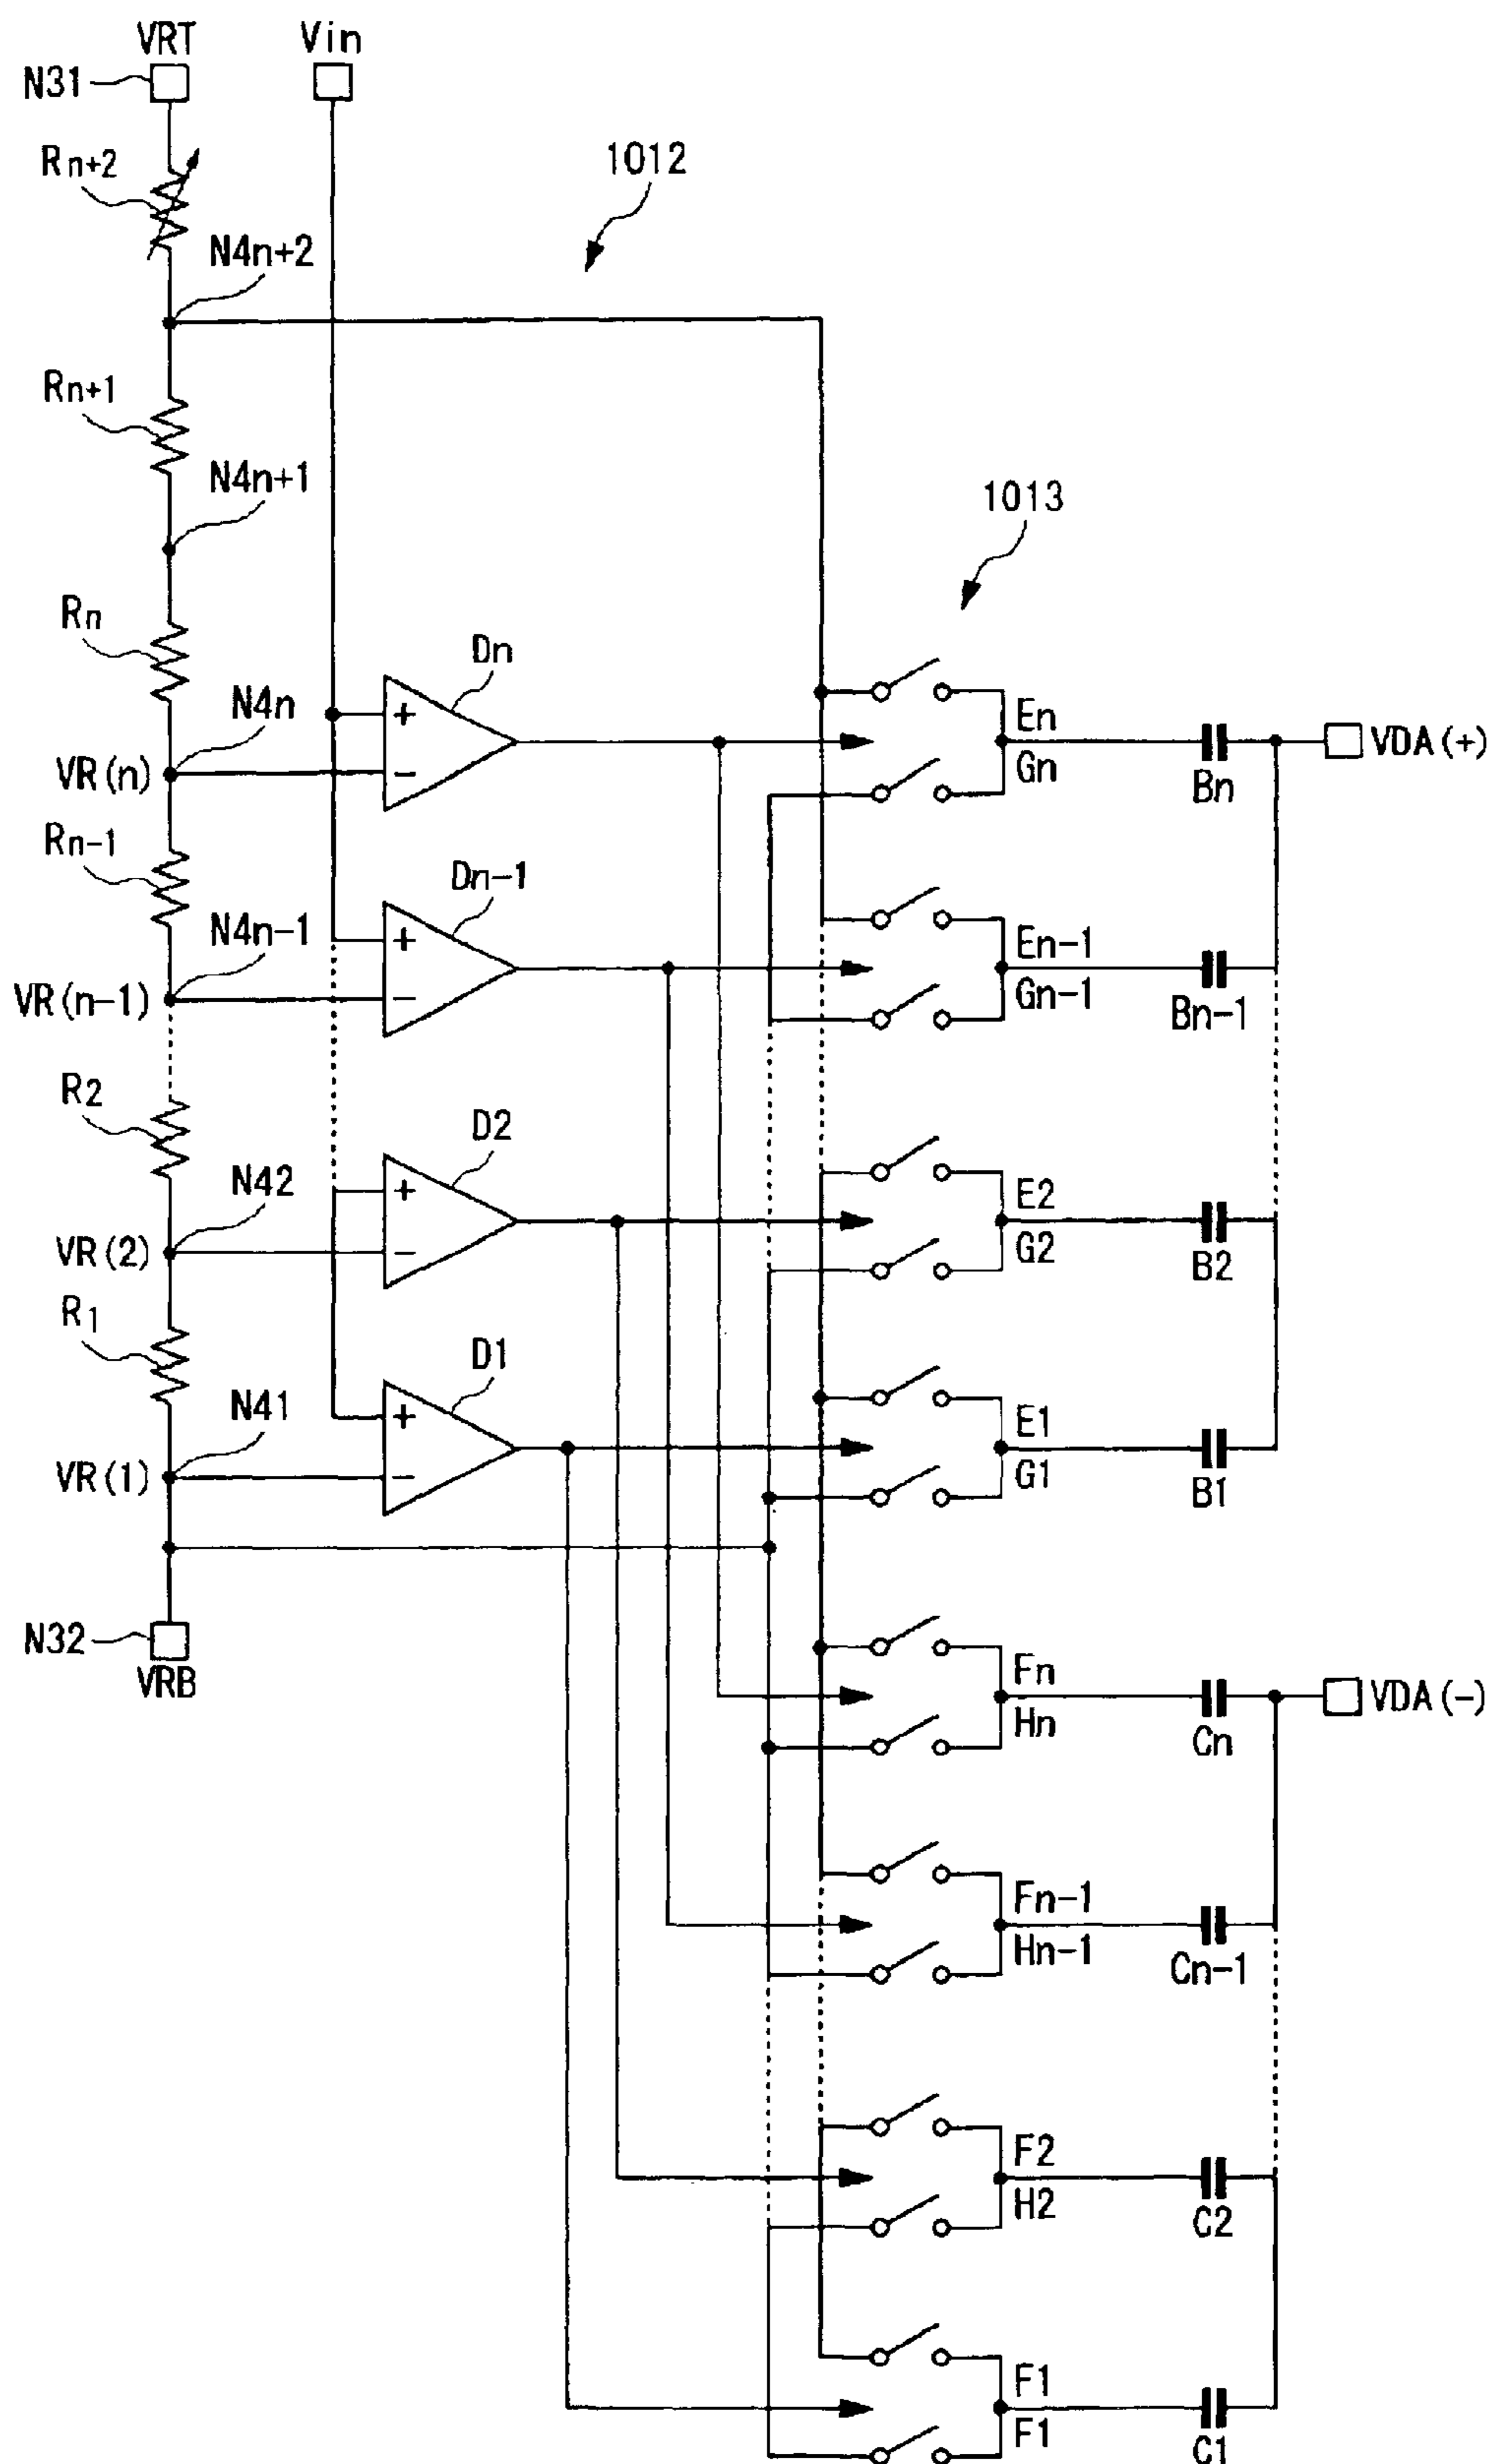 VRT Vin
N31
Rn+2
1012
N4n+2
Rn+1
N4n+1
1013
Rn
Dn
N4n
+
En
VDA(+)
VR(n)
−
Gn
Bn
Rn-1
Dn-1
N4n-1
+
En-1
VR(n-1)
−
Gn-1
Bn-1
R2
D2
N42
+
E2
VR(2)
−
G2
B2
R1
D1
N41
+
E1
VR(1)
−
G1
B1
N32
VRB
Fn
VDA(−)
Hn
Cn
Fn-1
Hn-1
Cn-1
F2
H2
C2
F1
F1
C1